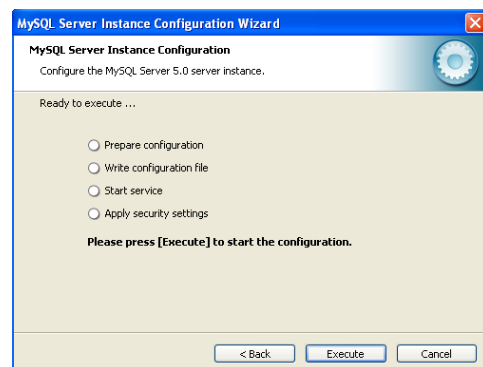 MySQL Server Instance Configuration Wizard
MySQL Server Instance Configuration
Configure the MySQL Server 5.0 server instance.
Ready to execute ...
Prepare configuration
Write configuration file
Start service
Apply security settings
Please press [Execute] to start the configuration.
< Back
Execute
Cancel